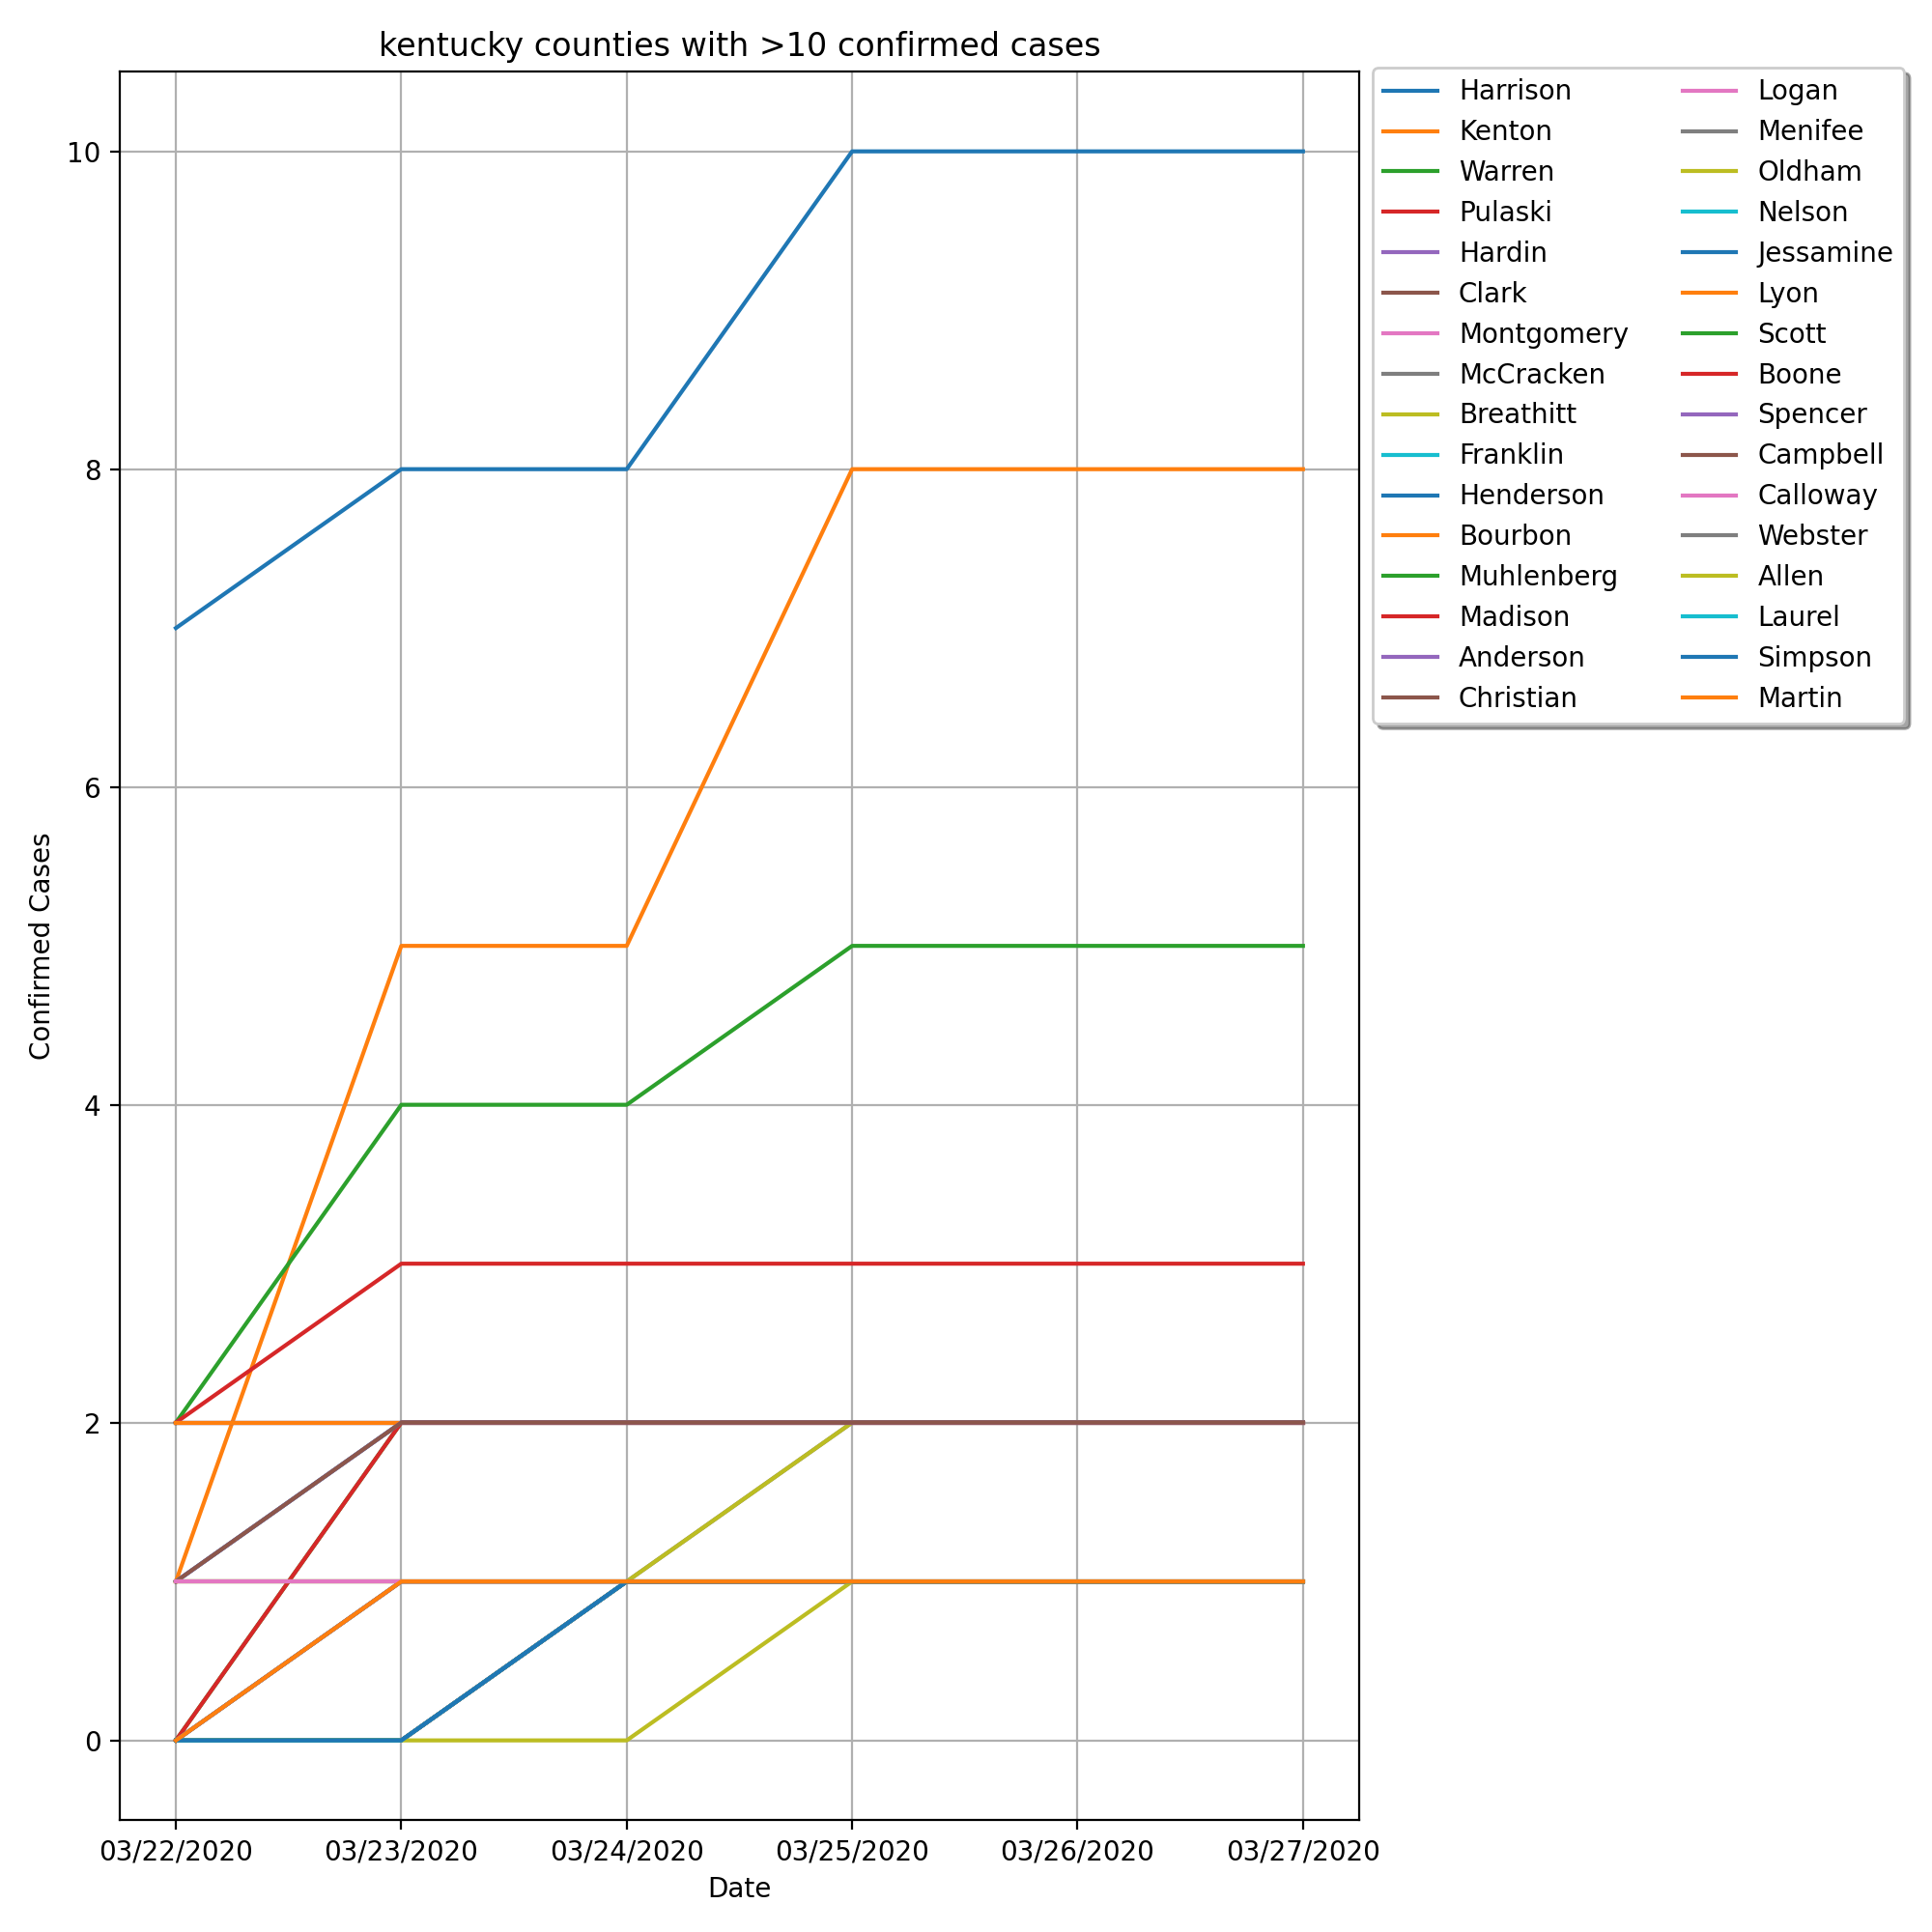 kentucky counties with >10 confirmed cases
10
8
6
4
2
0
Confirmed Cases
03/22/2020 03/23/2020 03/24/2020 03/25/2020 03/26/2020 03/27/2020
Date
Harrison
Kenton
Warren
Pulaski
Hardin
Clark
Montgomery
McCracken
Breathitt
Franklin
Henderson
Bourbon
Muhlenberg
Madison
Anderson
Christian
Logan
Menifee
Oldham
Nelson
Jessamine
Lyon
Scott
Boone
Spencer
Campbell
Calloway
Webster
Allen
Laurel
Simpson
Martin